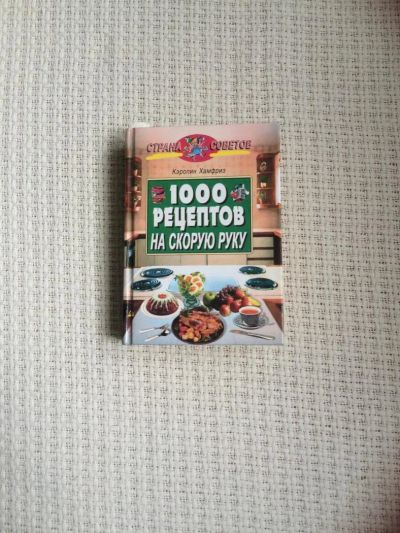 СТРАНА СОВЕТОВ
Кэролин Хамфриз
1000
РЕЦЕПТОВ
НА СКОРУЮ РУКУ